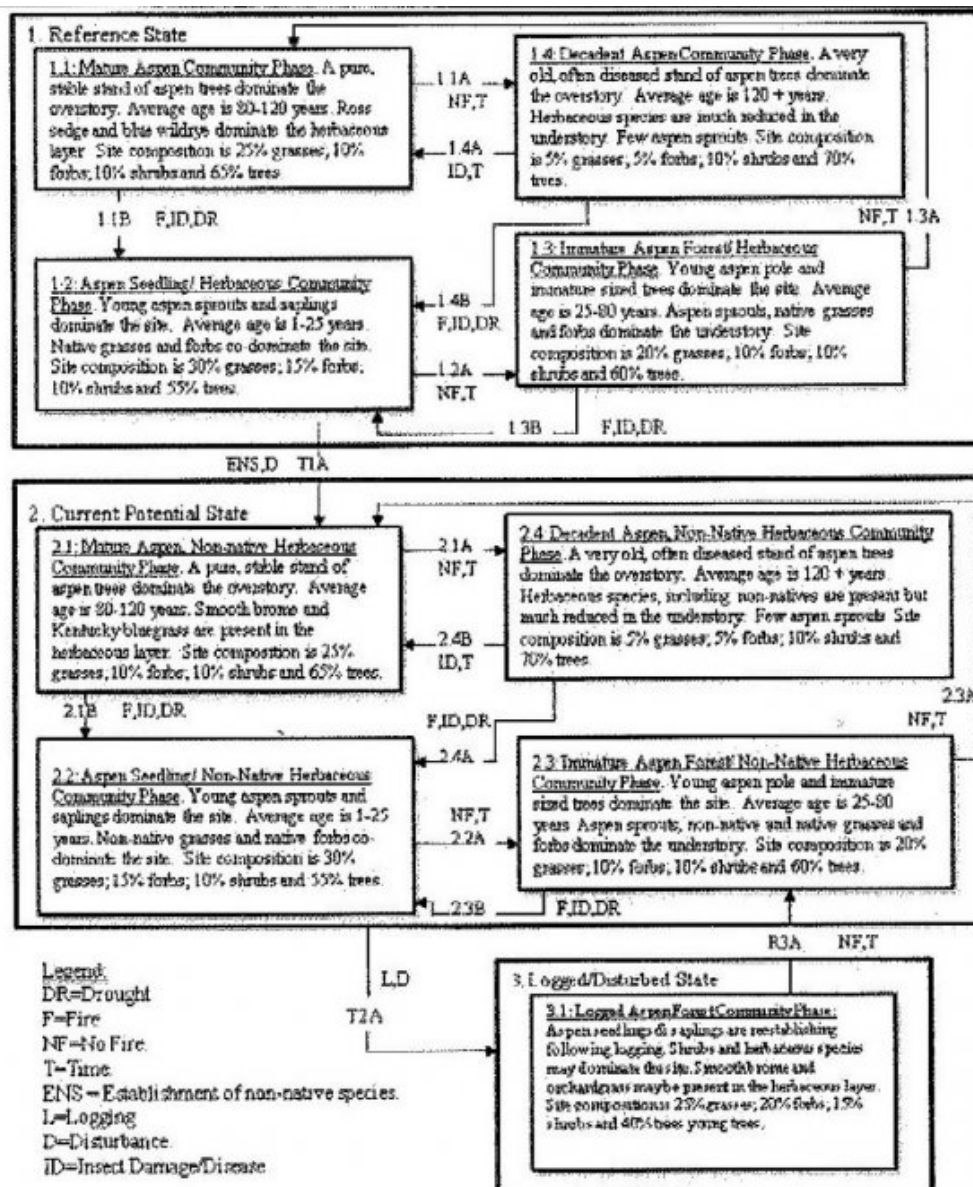 1. Reference State
1.1: Mature Aspen Community Phase. A pure,
stable stand of aspen trees dominate the
overstory. Average age is 80-120 years. Ross
sedge and blue wildrye dominate the herbaceous
layer. Site composition is 25% grasses; 10%
forbs; 10% shrubs and 65% trees
1.1A
NF,T
1.4A
ID,T
1.4: Decadent Aspen Community Phase. A very
old, often diseased stand of aspen trees dominate
the overstory. Average age is 120 + years.
Herbaceous species are much reduced in the
understory. Few aspen sprouts. Site composition
is 5% grasses; 5% forbs; 10% shrubs and 70%
trees.
1.1B F,ID,DR
NF,T 1.3A
1-2: Aspen Seedling/ Herbaceous Community
Phase. Young aspen sprouts and saplings
dominate the site. Average age is 1-25 years.
Native grasses and forbs co-dominate the site.
Site composition is 30% grasses; 15% forbs;
10% shrubs and 55% trees.
1.4B
F,ID,DR
1.2A
NF,T
1.3: Immature Aspen Forest/ Herbaceous
Community Phase. Young aspen pole and
immature sized trees dominate the site. Average
age is 25-80 years. Aspen sprouts, native grasses
and forbs dominate the understory. Site
composition is 20% grasses; 10% forbs; 10%
shrubs and 60% trees.
1.3B F,ID,DR
ENS,D T1A
2. Current Potential State
2.1: Mature Aspen, Non-native Herbaceous
Community Phase. A pure, stable stand of
aspen trees dominate the overstory. Average
age is 80-120 years. Smooth brome and
Kentucky bluegrass are present in the
herbaceous layer. Site composition is 25%
grasses; 10% forbs; 10% shrubs and 65% trees.
2.1A
NF,T
2.4B
ID,T
2.4: Decadent Aspen, Non-Native Herbaceous Community
Phase. A very old, often diseased stand of aspen trees
dominate the overstory. Average age is 120 + years.
Herbaceous species, including non-natives are present but
much reduced in the understory. Few aspen sprouts Site
composition is 5% grasses; 5% forbs; 10% shrubs and
70% trees.
2.1B F,ID,DR
F,ID,DR
2.4A
2.3A
NF,T
2.2: Aspen Seedling/ Non-Native Herbaceous
Community Phase. Young aspen sprouts and
saplings dominate the site. Average age is 1-25
years. Non-native grasses and native forbs co-
dominate the site. Site composition is 30%
grasses; 15% forbs; 10% shrubs and 55% trees.
NF,T
2.2A
2.3: Immature Aspen Forest/ Non-Native Herbaceous
Community Phase. Young aspen pole and immature
sized trees dominate the site. Average age is 25-80
years Aspen sprouts, non-native and native grasses and
forbs dominate the understory. Site composition is 20%
grasses; 10% forbs; 10% shrubs and 60% trees.
2.3B F,ID,DR
L,D
T2A
R3A NF,T
Legend:
DR=Drought
F=Fire
NF=No Fire.
T=Time.
ENS=Establishment of non-native species.
L=Logging
D=Disturbance.
ID=Insect Damage/Disease
3. Logged/Disturbed State
3.1: Logged Aspen Forest Community Phase:
Aspen seedlings & saplings are reestablishing
following logging. Shrubs and herbaceous species
may dominate the site. Smooth brome and
orchardgrass may be present in the herbaceous layer.
Site composition is 25% grasses; 20% forbs; 15%
shrubs and 40% trees young trees.